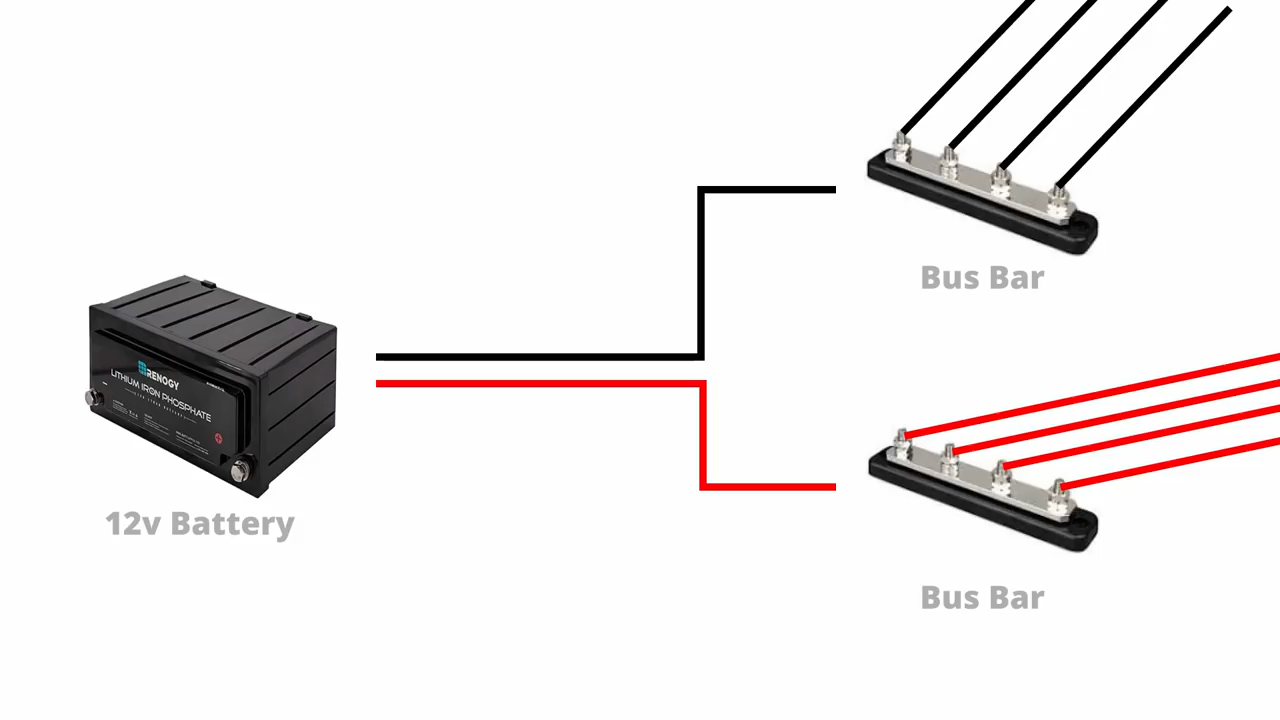 Bus Bar
RENOGY
LITHIUM IRON PHOSPHATE
12v Battery
Bus Bar